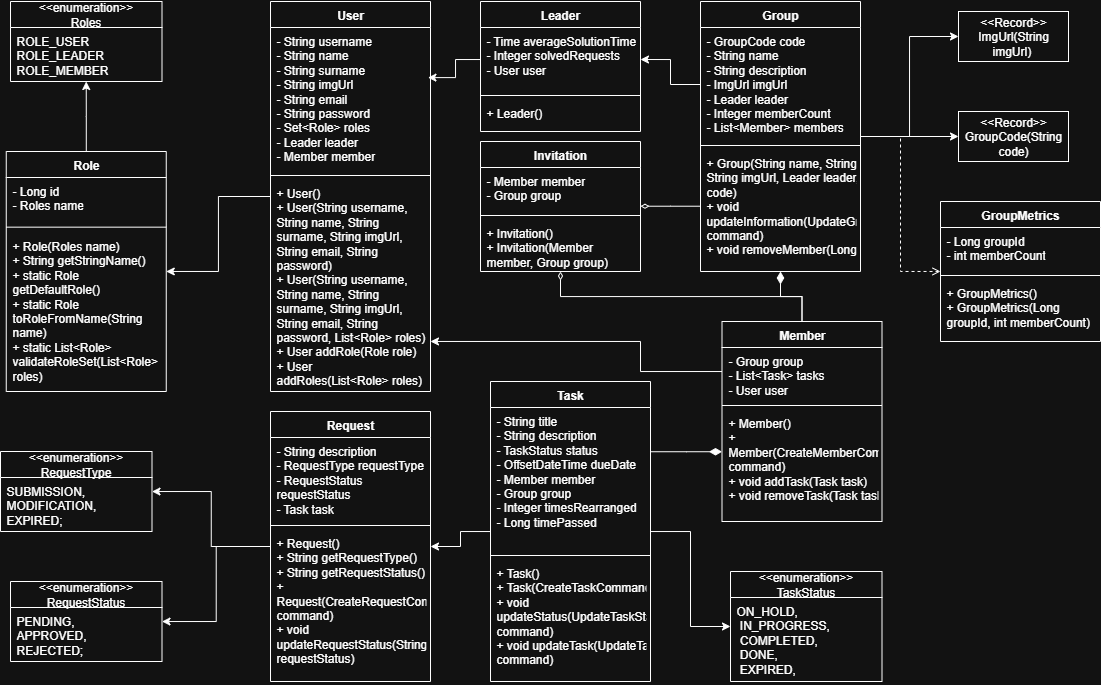 <<enumeration>>
Roles
ROLE_USER
ROLE_LEADER
ROLE_MEMBER
User
- String username
- String name
- String surname
- String imgUrl
- String email
- String password
- Set<Role> roles
- Leader leader
- Member member
+ User()
+ User(String username,
String name, String
surname, String imgUrl,
String email, String
password)
+ User(String username,
String name, String
surname, String imgUrl,
String email, String
password, List<Role> roles)
+ User addRole(Role role)
+ User
addRoles(List<Role> roles)
Leader
- Time averageSolutionTime
- Integer solvedRequests
- User user
+ Leader()
Group
- GroupCode code
- String name
- String description
- ImgUrl imgUrl
- Leader leader
- Integer memberCount
- List<Member> members
+ Group(String name, String
String imgUrl, Leader leader
code)
+ void
updateInformation(UpdateG
command)
+ void removeMember(Long
<<Record>>
ImgUrl(String
imgUrl)
<<Record>>
GroupCode(String
code)
Role
- Long id
- Roles name
+ Role(Roles name)
+ String getStringName()
+ static Role
getDefaultRole()
+ static Role
toRoleFromName(String
name)
+ static List<Role>
validateRoleSet(List<Role>
roles)
Invitation
- Member member
- Group group
+ Invitation()
+ Invitation(Member
member, Group group)
GroupMetrics
- Long groupId
- int memberCount
+ GroupMetrics()
+ GroupMetrics(Long
groupId, int memberCount)
Member
- Group group
- List<Task> tasks
- User user
+ Member()
+
Member(CreateMemberCom
command)
+ void addTask(Task task)
+ void removeTask(Task tas
Task
- String title
- String description
- TaskStatus status
- OffsetDateTime dueDate
- Member member
- Group group
- Integer timesRearranged
- Long timePassed
+ Task()
+ Task(CreateTaskComman
+ void
updateStatus(UpdateTaskSt
command)
+ void updateTask(UpdateTa
command)
Request
- String description
- RequestType requestType
- RequestStatus
requestStatus
- Task task
+ Request()
+ String getRequestType()
+ String getRequestStatus()
+
Request(CreateRequestCom
command)
+ void
updateRequestStatus(String
requestStatus)
<<enumeration>>
RequestType
SUBMISSION,
MODIFICATION,
EXPIRED;
<<enumeration>>
RequestStatus
PENDING,
APPROVED,
REJECTED;
<<enumeration>>
TaskStatus
ON_HOLD,
IN_PROGRESS,
COMPLETED,
DONE,
EXPIRED,